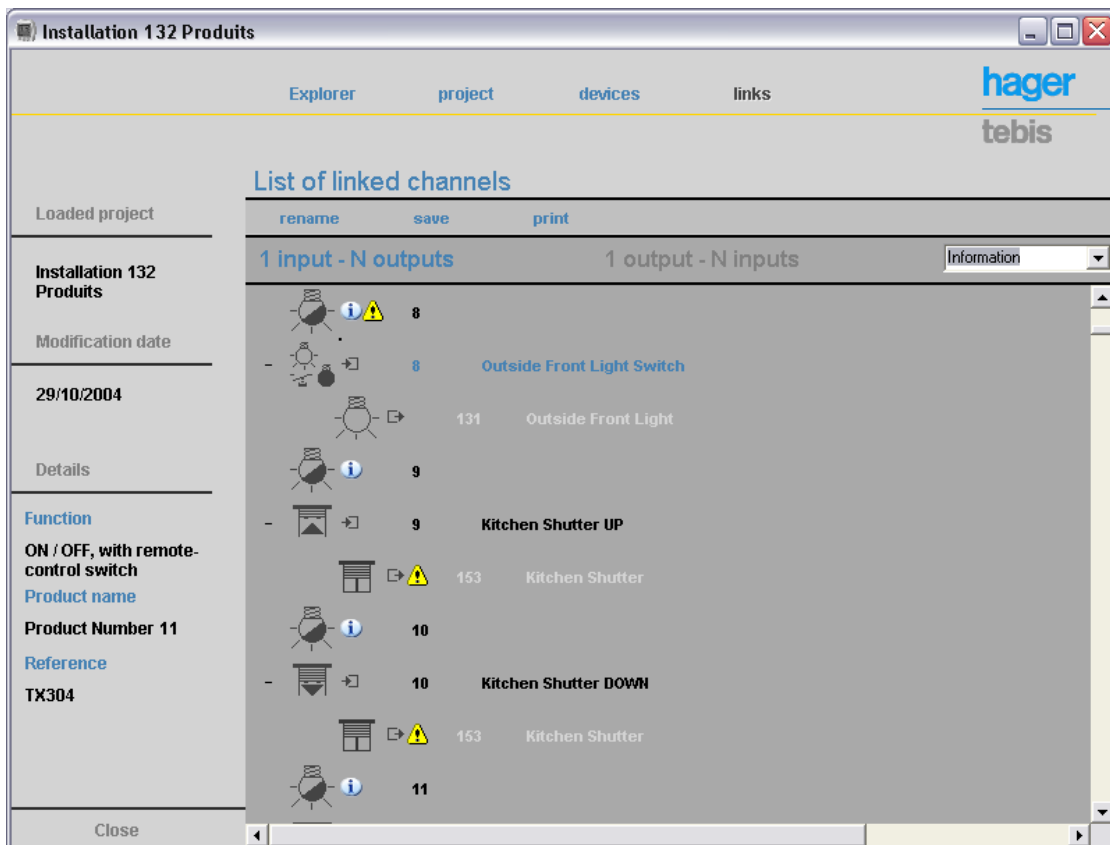 Installation 132 Produits
Explorer project devices links
hager
tebis
List of linked channels
Loaded project
rename save print
1 input - N outputs 1 output - N inputs Information
Installation 132
Produits
Modification date
29/10/2004
Details
Function
ON / OFF, with remote-
control switch
Product name
Product Number 11
Reference
TX304
Close
8
8 Outside Front Light Switch
131 Outside Front Light
9
9 Kitchen Shutter UP
153 Kitchen Shutter
10
10 Kitchen Shutter DOWN
153 Kitchen Shutter
11